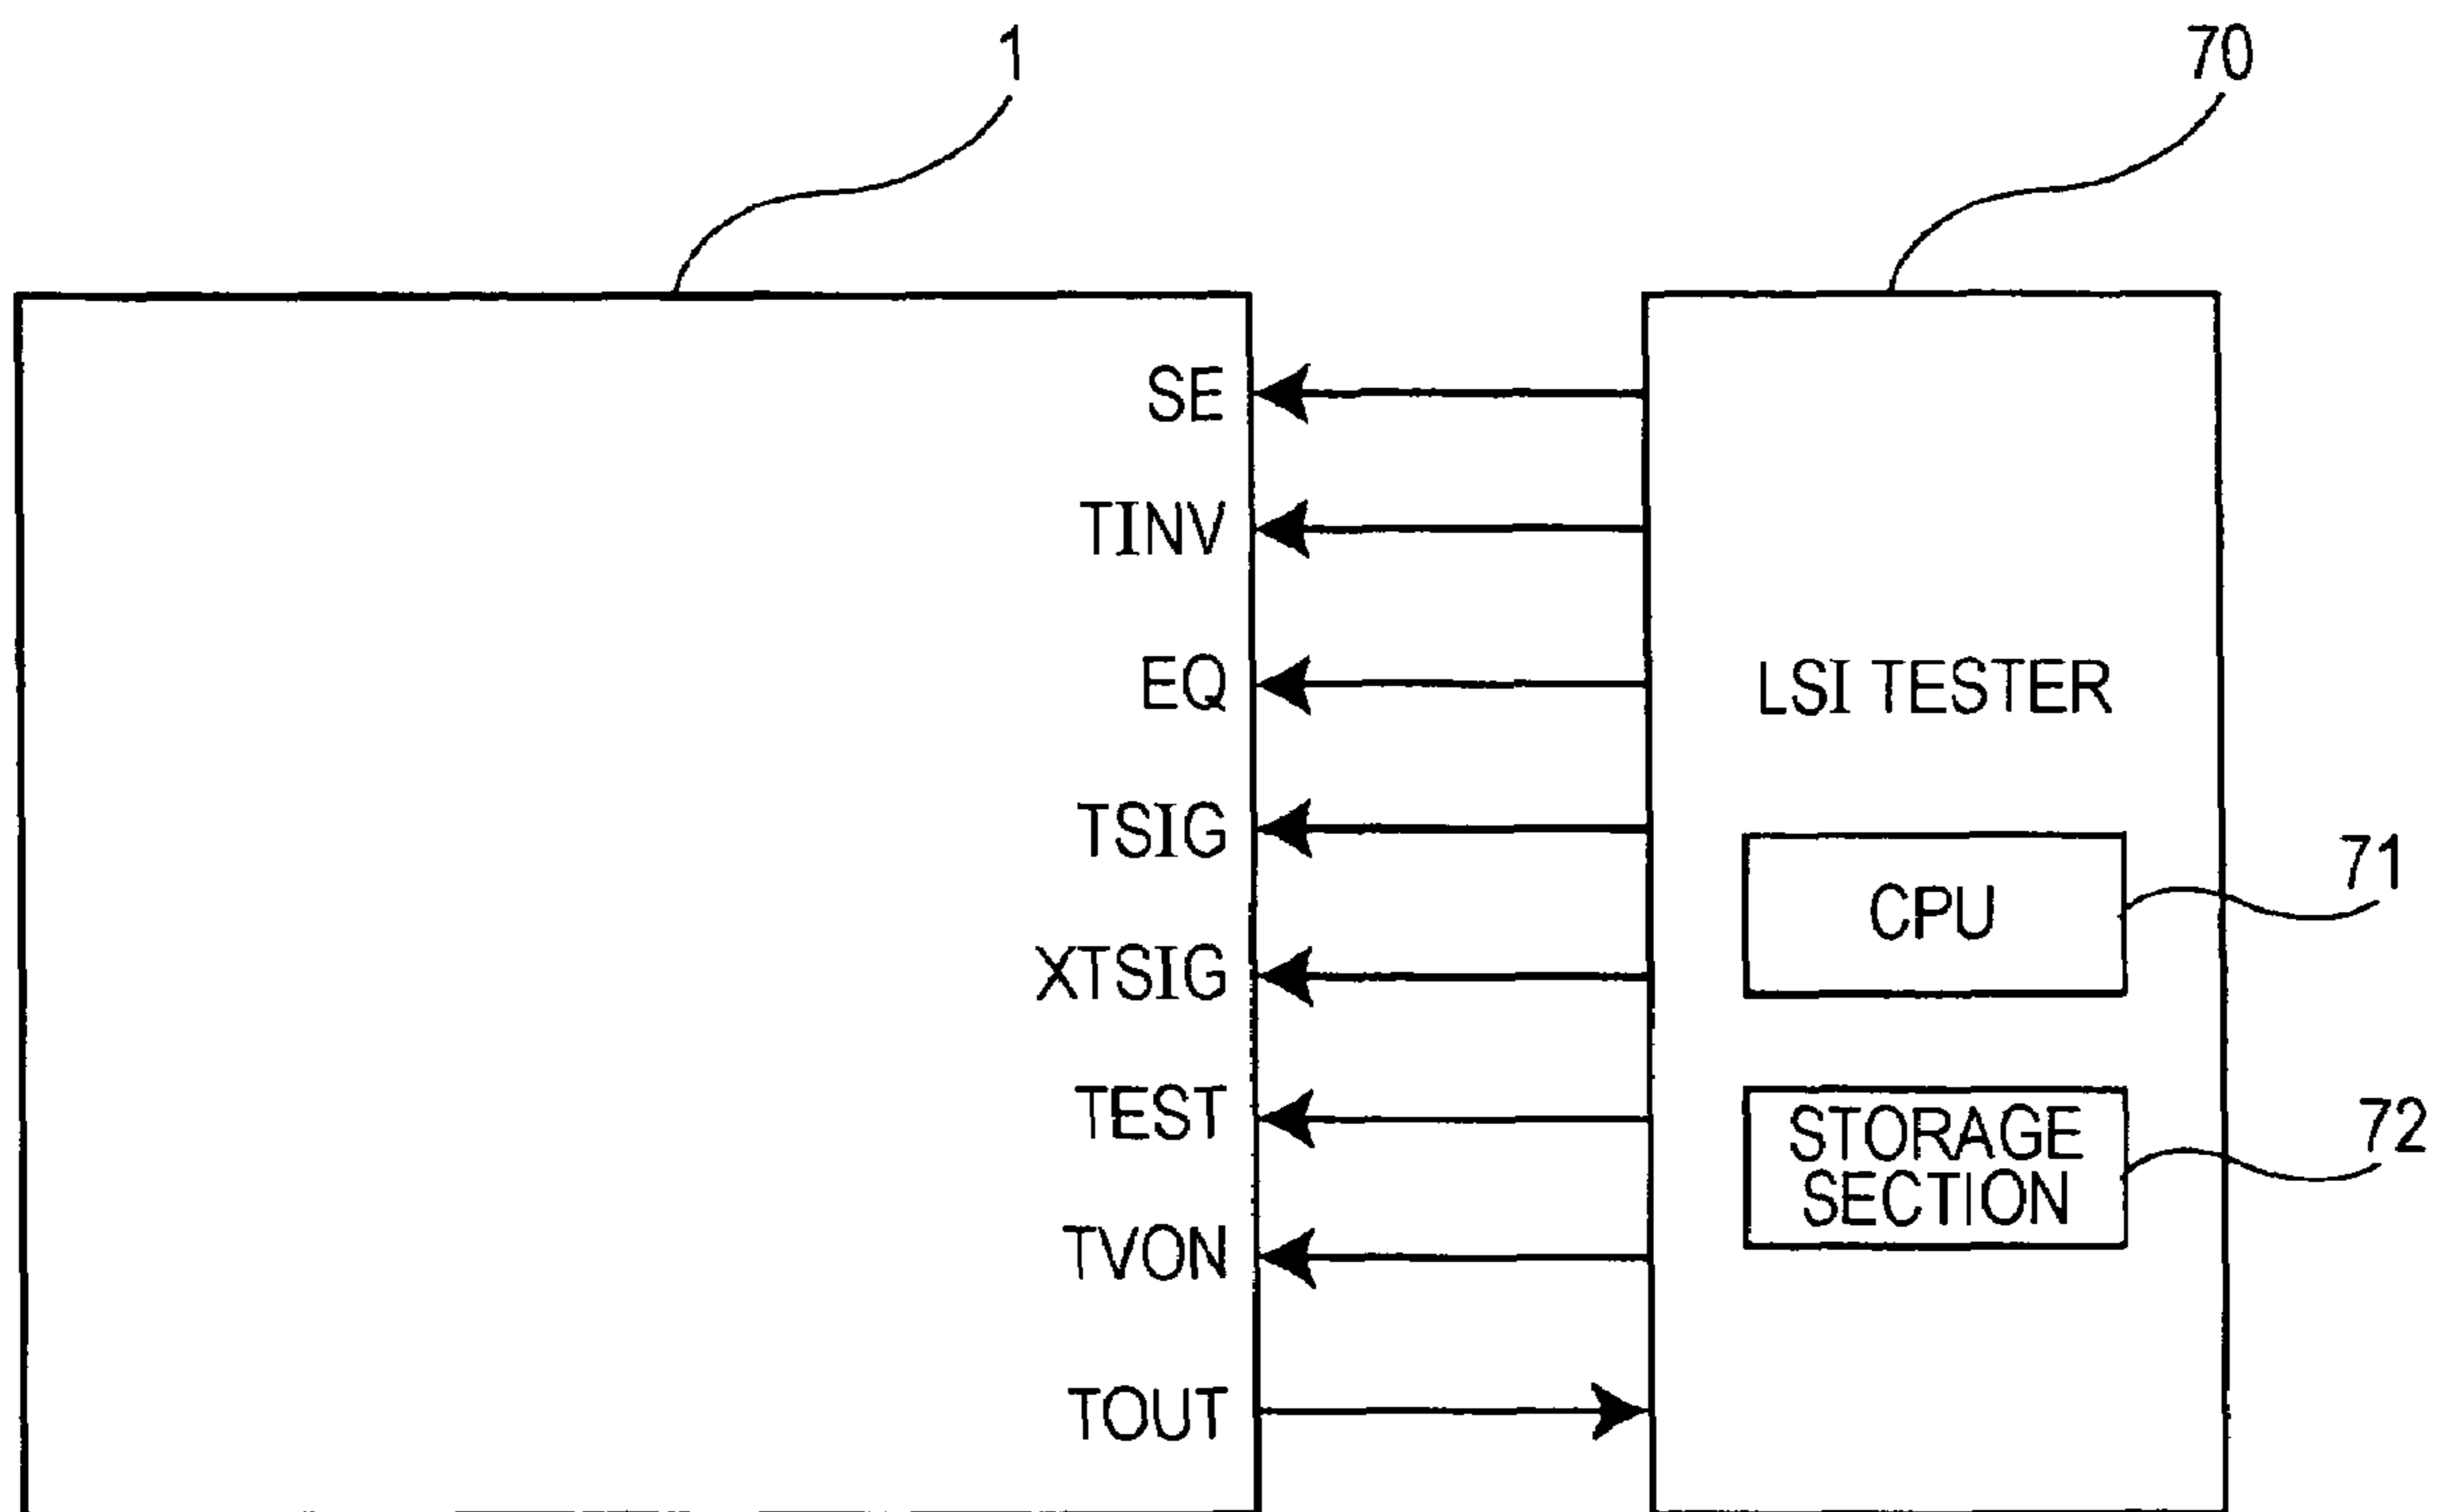 1
70
SE
TINV
EQ
LSI TESTER
TSIG
CPU
71
XTSIG
TEST
STORAGE
SECTION
72
TVON
TOUT